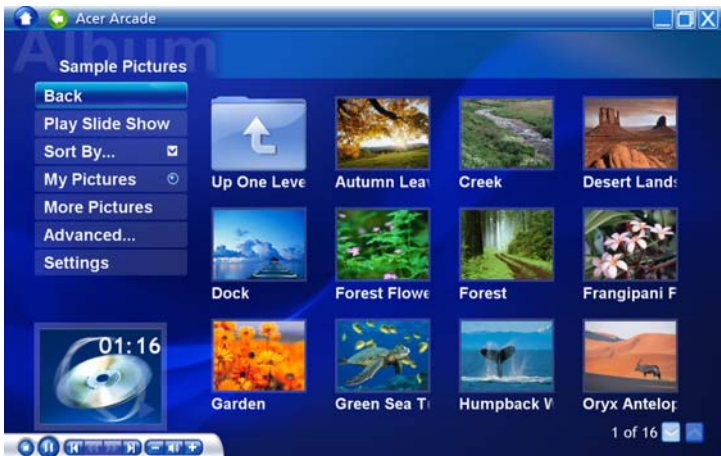 Acer Arcade
Album
Sample Pictures
Back
Play Slide Show
Sort By...
My Pictures
More Pictures
Advanced...
Settings
Up One Leve
Autumn Lea
Creek
Desert Lands
Dock
Forest Flowe
Forest
Frangipani F
Garden
Green Sea T
Humpback W
Oryx Antelop
01:16
1 of 16